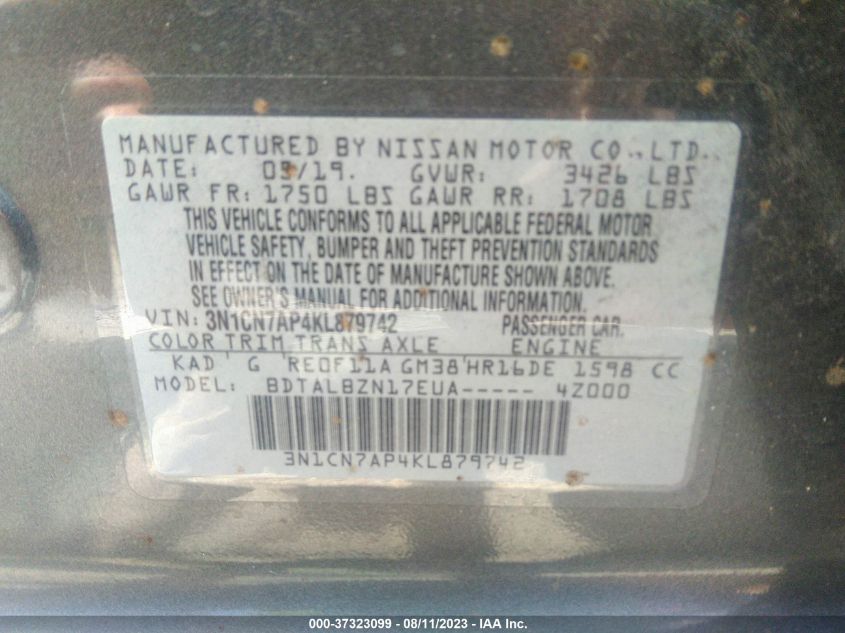 MANUFACTURED BY NISSAN MOTOR CO., LTD.
DATE: 03/19. GVWR: 3426 LBS
GAWR FR: 1750 LBS GAWR RR: 1708 LBS
THIS VEHICLE CONFORMS TO ALL APPLICABLE FEDERAL MOTOR
VEHICLE SAFETY, BUMPER AND THEFT PREVENTION STANDARDS
IN EFFECT ON THE DATE OF MANUFACTURE SHOWN ABOVE.
SEE OWNER'S MANUAL FOR ADDITIONAL INFORMATION.
VIN: 3N1CN7AP4KL879742 PASSENGER CAR.
COLOR TRIM TRANS AXLE ENGINE
KAD ' G 'RE0F11A GM38'HR16DE 1598 CC
MODEL: BDTALBZN17EUA----- 4Z000
3N1CN7AP4KL879742
000-37323099 - 08/11/2023 - IAA Inc.